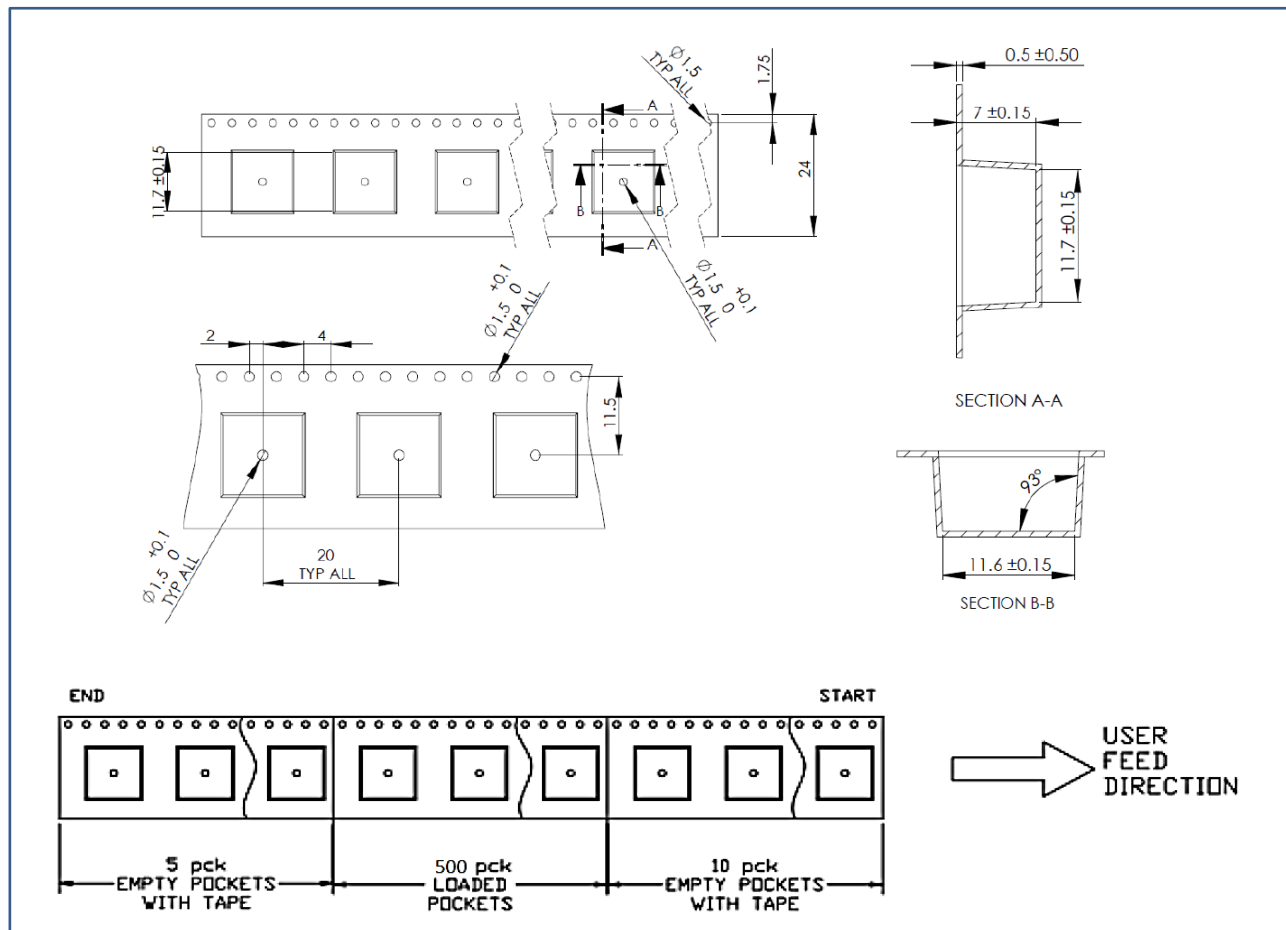 Ø1.5
TYP ALL
1.75
A
11.7 ±0.15
B
B
24
A
Ø1.5 +0.1 0
TYP ALL
Ø1.5 +0.1 0
TYP ALL
2
4
11.5
Ø1.5 +0.1 0
TYP ALL
20
TYP ALL
0.5 ±0.50
7 ±0.15
11.7 ±0.15
SECTION A-A
93°
11.6 ±0.15
SECTION B-B
END
START
5 pck
EMPTY POCKETS
WITH TAPE
500 pck
LOADED
POCKETS
10 pck
EMPTY POCKETS
WITH TAPE
USER
FEED
DIRECTION